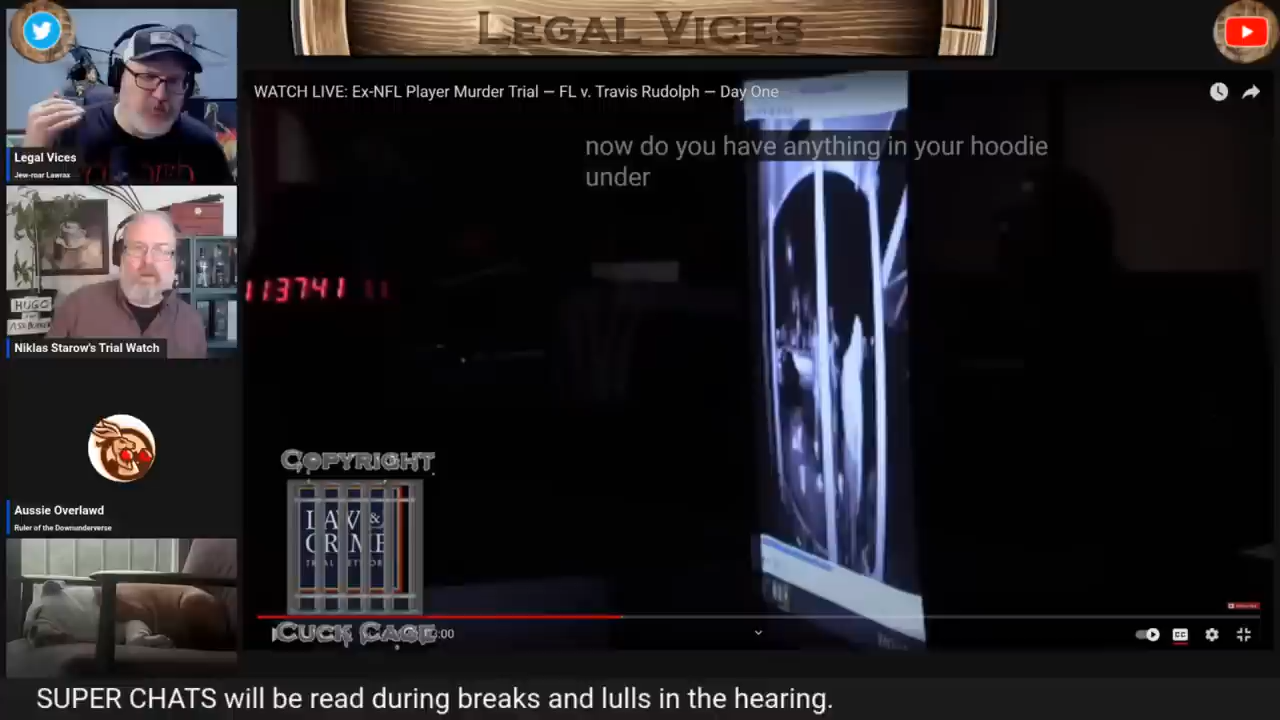 LEGAL VICES
WATCH LIVE: Ex-NFL Player Murder Trial — FL v. Travis Rudolph — Day One
now do you have anything in your hoodie
under
Legal Vices
Jew-roar Lawrax
HUGO
Niklas Starow's Trial Watch
113741
COPYRIGHT
LAW &
CRIME
CUCK CAGE
:00
CC
Aussie Overlawd
Ruler of the Downunderverse
SUPER CHATS will be read during breaks and lulls in the hearing.